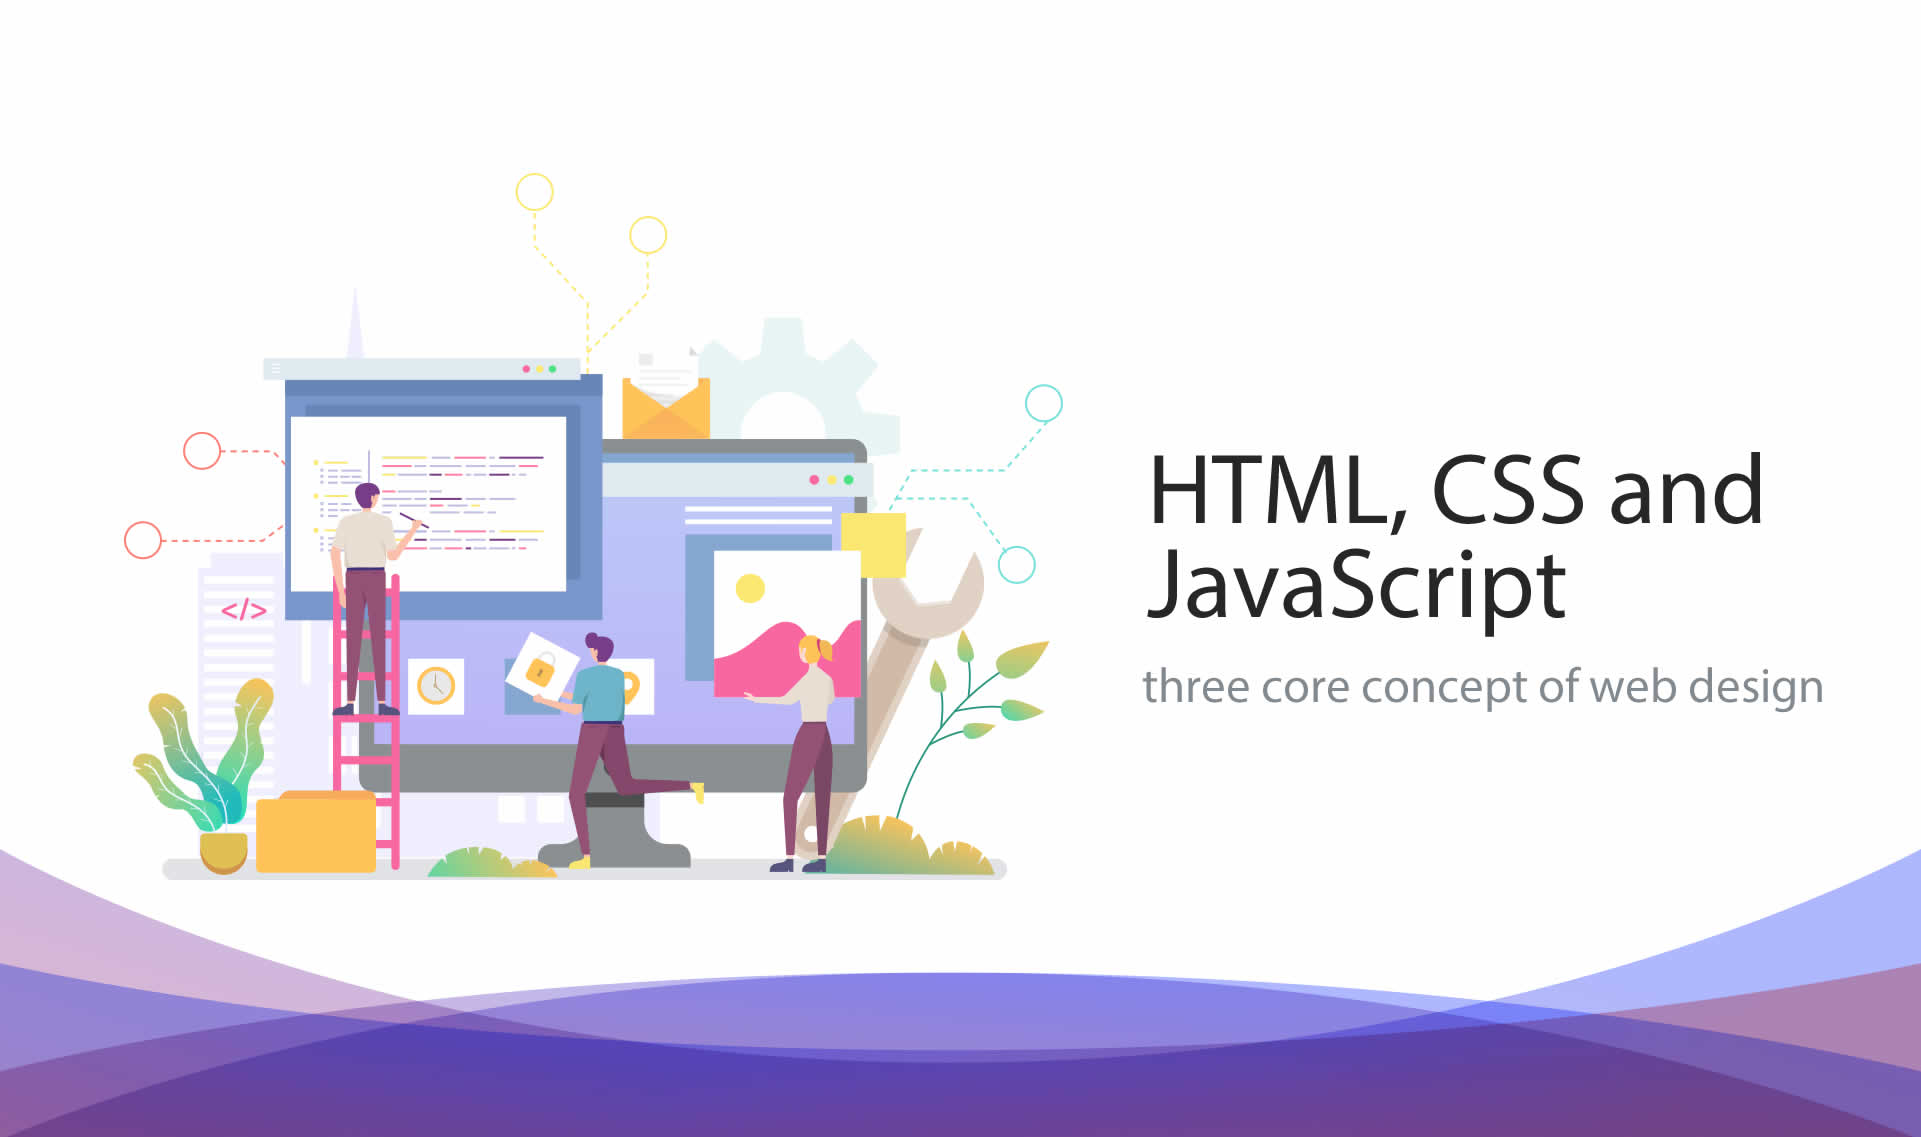 </>
HTML, CSS and
JavaScript
three core concept of web design